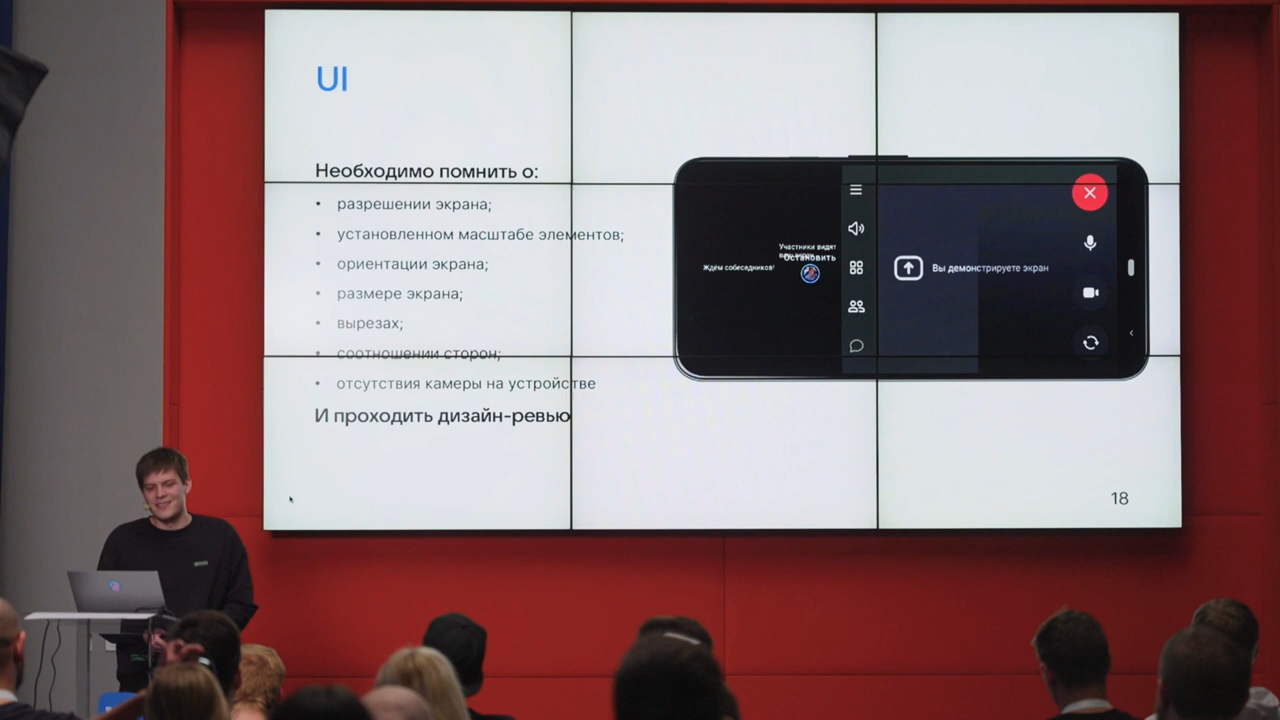 UI
Необходимо помнить о:
• разрешении экрана;
• установленном масштабе элементов;
• ориентации экрана;
• размере экрана;
• вырезах;
• соотношении сторон;
• отсутствия камеры на устройстве
И проходить дизайн-ревью
Ждём собеседников!
Участники видят
Остановить
Вы демонстрируете экран
18